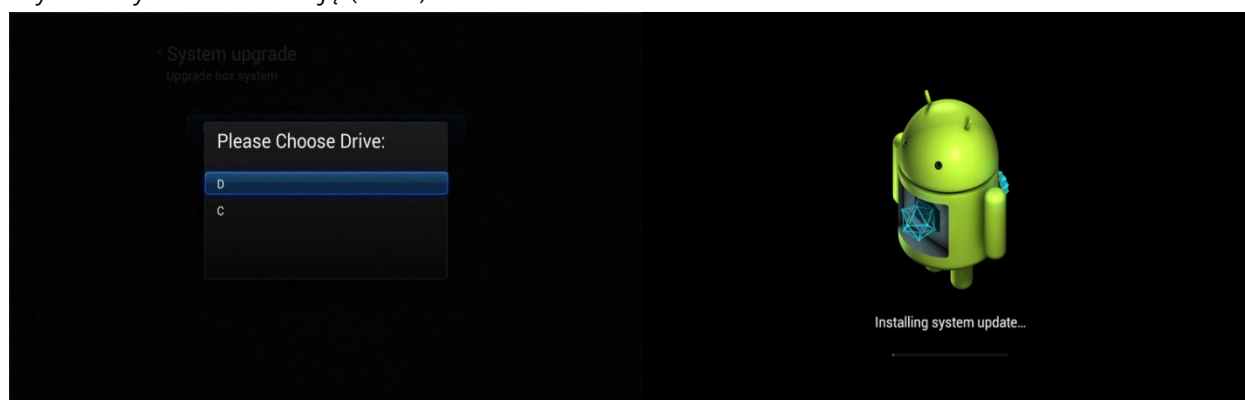 System upgrade
Upgrade box system
Please Choose Drive:
D
C
Installing system update...